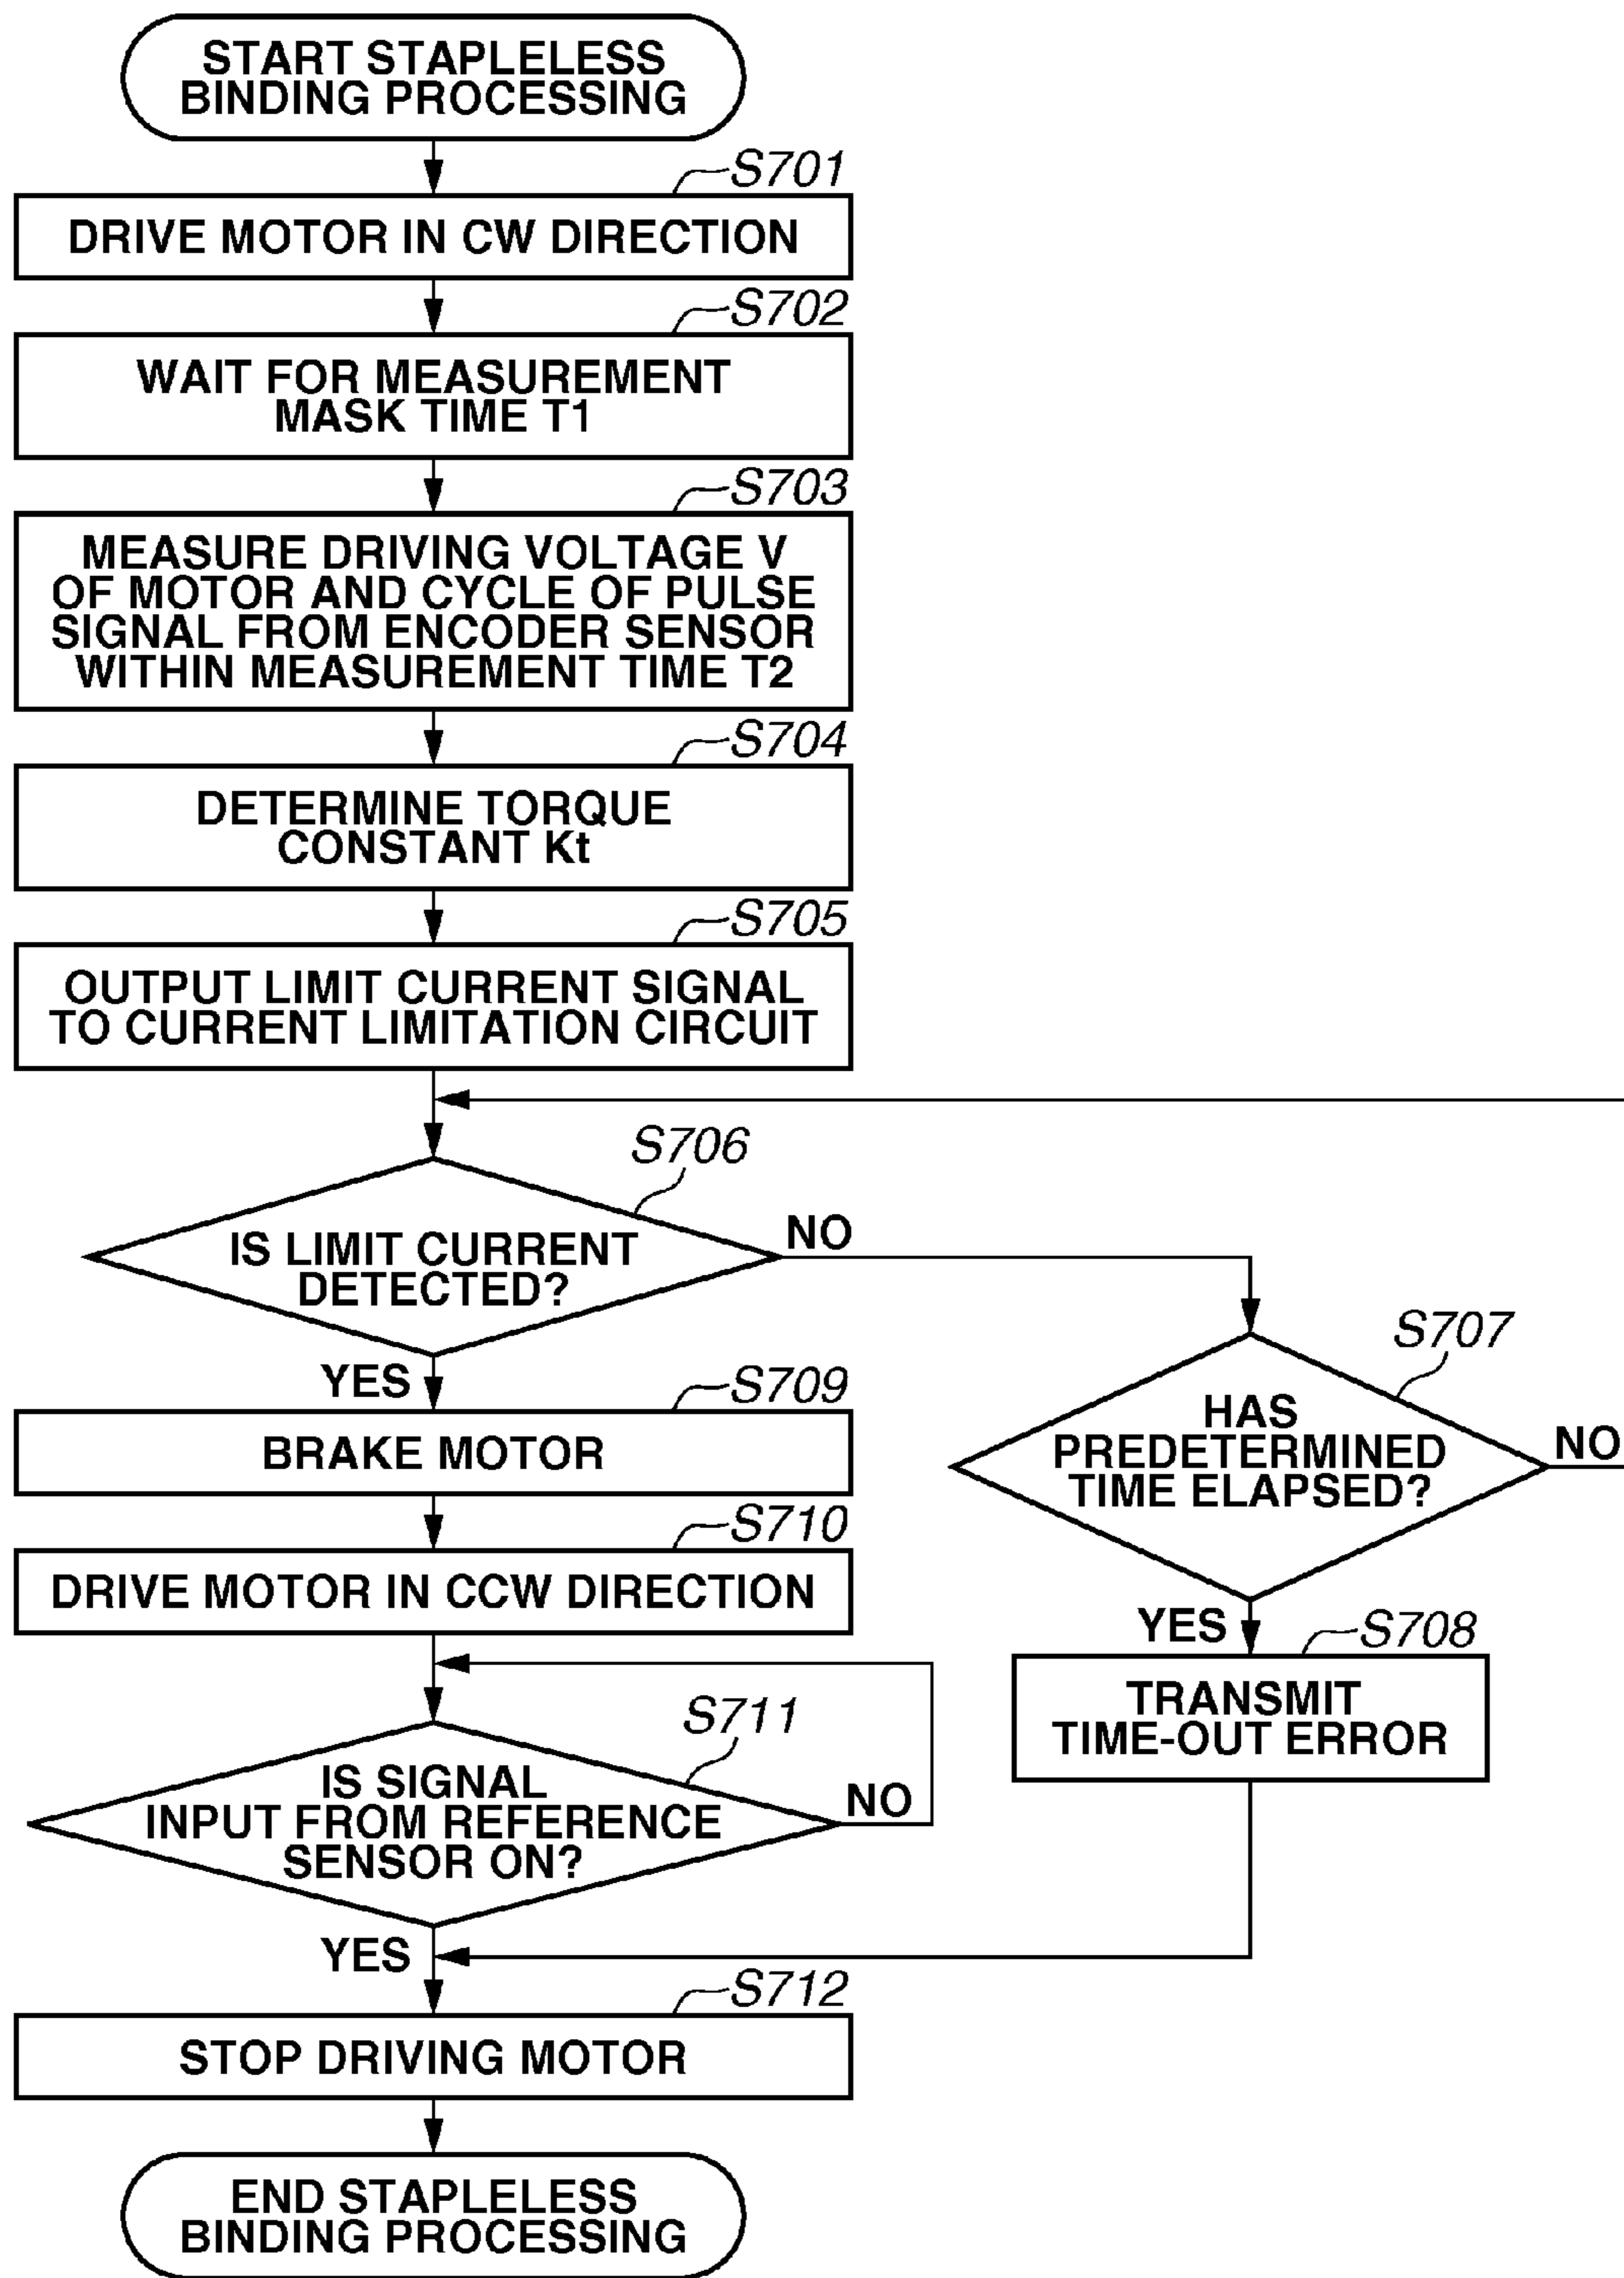 START STAPLELESS
BINDING PROCESSING
S701
DRIVE MOTOR IN CW DIRECTION
S702
WAIT FOR MEASUREMENT
MASK TIME T1
S703
MEASURE DRIVING VOLTAGE V
OF MOTOR AND CYCLE OF PULSE
SIGNAL FROM ENCODER SENSOR
WITHIN MEASUREMENT TIME T2
S704
DETERMINE TORQUE
CONSTANT Kt
S705
OUTPUT LIMIT CURRENT SIGNAL
TO CURRENT LIMITATION CIRCUIT
S706
IS LIMIT CURRENT
DETECTED?
NO
YES
S707
HAS
PREDETERMINED
TIME ELAPSED?
NO
YES
S708
TRANSMIT
TIME-OUT ERROR
S709
BRAKE MOTOR
S710
DRIVE MOTOR IN CCW DIRECTION
S711
IS SIGNAL
INPUT FROM REFERENCE
SENSOR ON?
NO
YES
S712
STOP DRIVING MOTOR
END STAPLELESS
BINDING PROCESSING